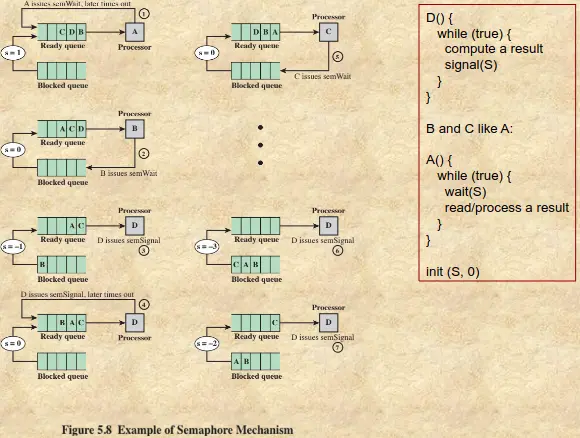 A issues semWait, later times out
1
C D B
A
Ready queue
Processor
s = 1
Blocked queue
Processor
A C D
B
Ready queue
s = 0
2
B issues semWait
Blocked queue
Processor
A C
D
Ready queue
D issues semSignal
s = –1
3
B
Blocked queue
D issues semSignal, later times out
4
B A C
D
Ready queue
Processor
s = 0
Blocked queue
Processor
D B A
C
Ready queue
s = 0
5
C issues semWait
Blocked queue
Processor
D
Ready queue
D issues semSignal
s = –3
6
C A B
Blocked queue
Processor
C
D
Ready queue
D issues semSignal
s = –2
7
A B
Blocked queue
Figure 5.8 Example of Semaphore Mechanism
D() {
while (true) {
compute a result
signal(S)
}
}
B and C like A:
A() {
while (true) {
wait(S)
read/process a result
}
}
init (S, 0)